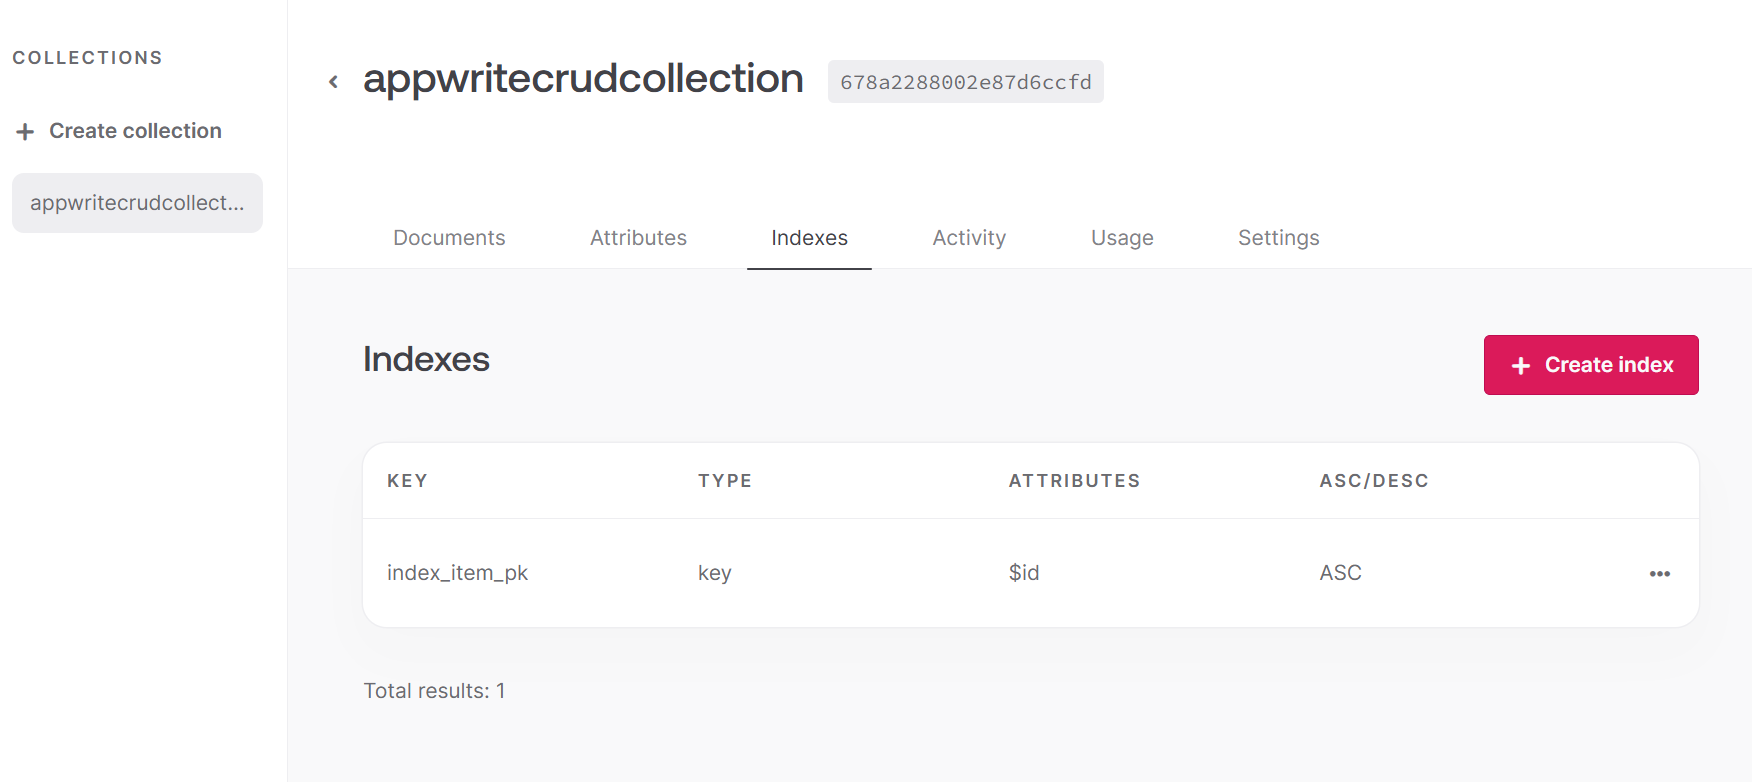 COLLECTIONS
+ Create collection
appwritecrudcollect...
appwritecrudcollection 678a2288002e87d6ccfd
Documents Attributes Indexes Activity Usage Settings
Indexes
+ Create index
KEY TYPE ATTRIBUTES ASC/DESC
index_item_pk key $id ASC
Total results: 1